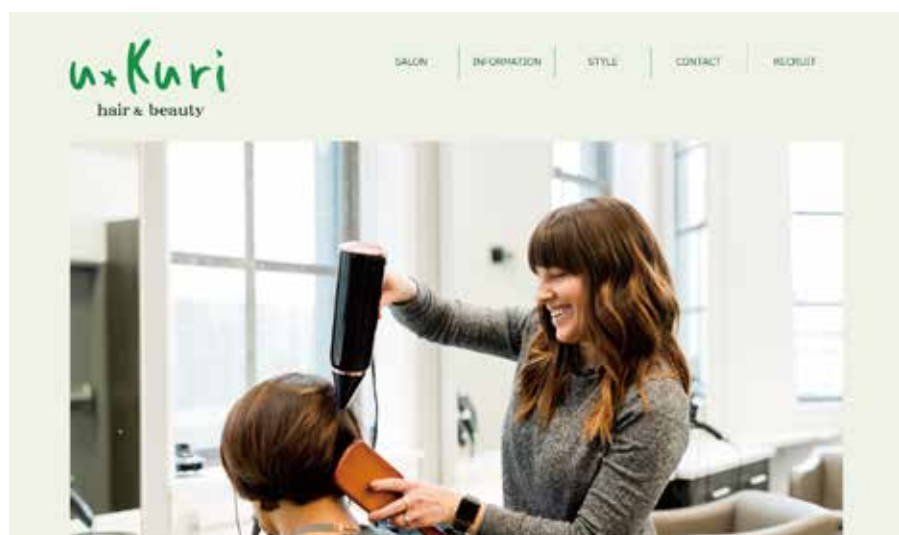 u*Kuri
hair & beauty
SALON
INFORMATION
STYLE
CONTACT
RECRUIT